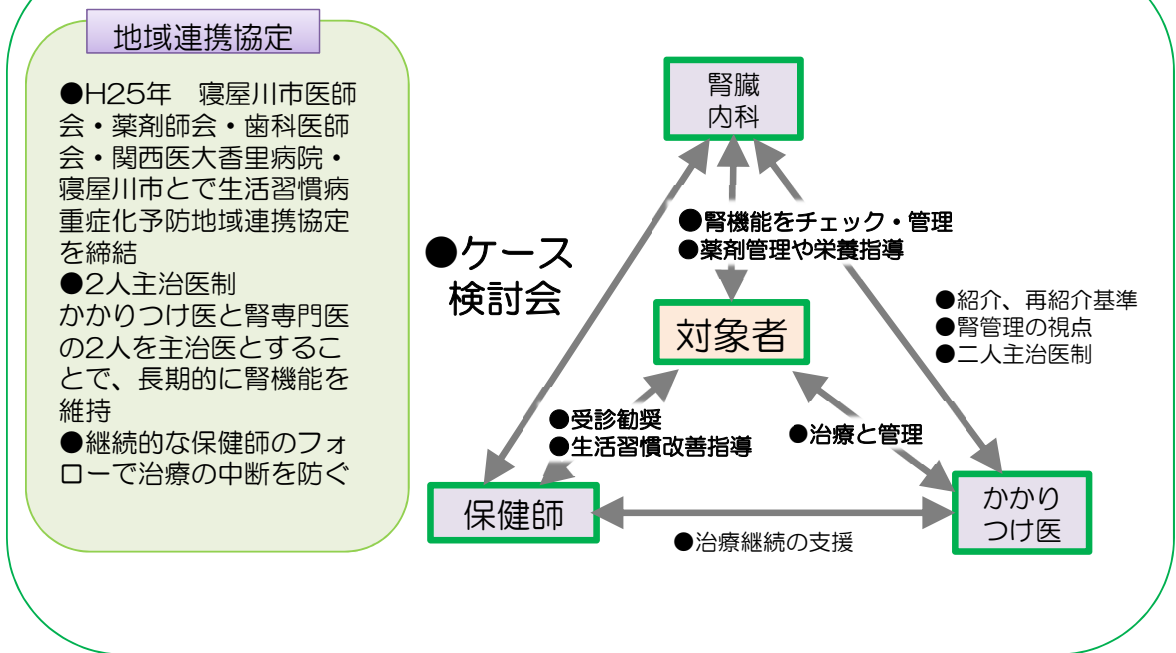 地域連携協定
●H25年　寝屋川市医師
会・薬剤師会・歯科医師
会・関西医大香里病院・
寝屋川市とで生活習慣病
重症化予防地域連携協定
を締結
●2人主治医制
かかりつけ医と腎専門医
の2人を主治医とするこ
とで、長期的に腎機能を
維持
●継続的な保健師のフォ
ローで治療の中断を防ぐ
腎臓
内科
●腎機能をチェック・管理
●薬剤管理や栄養指導
●ケース
検討会
●紹介、再紹介基準
●腎管理の視点
●二人主治医制
対象者
●受診勧奨
●生活習慣改善指導
●治療と管理
保健師
かかり
つけ医
●治療継続の支援